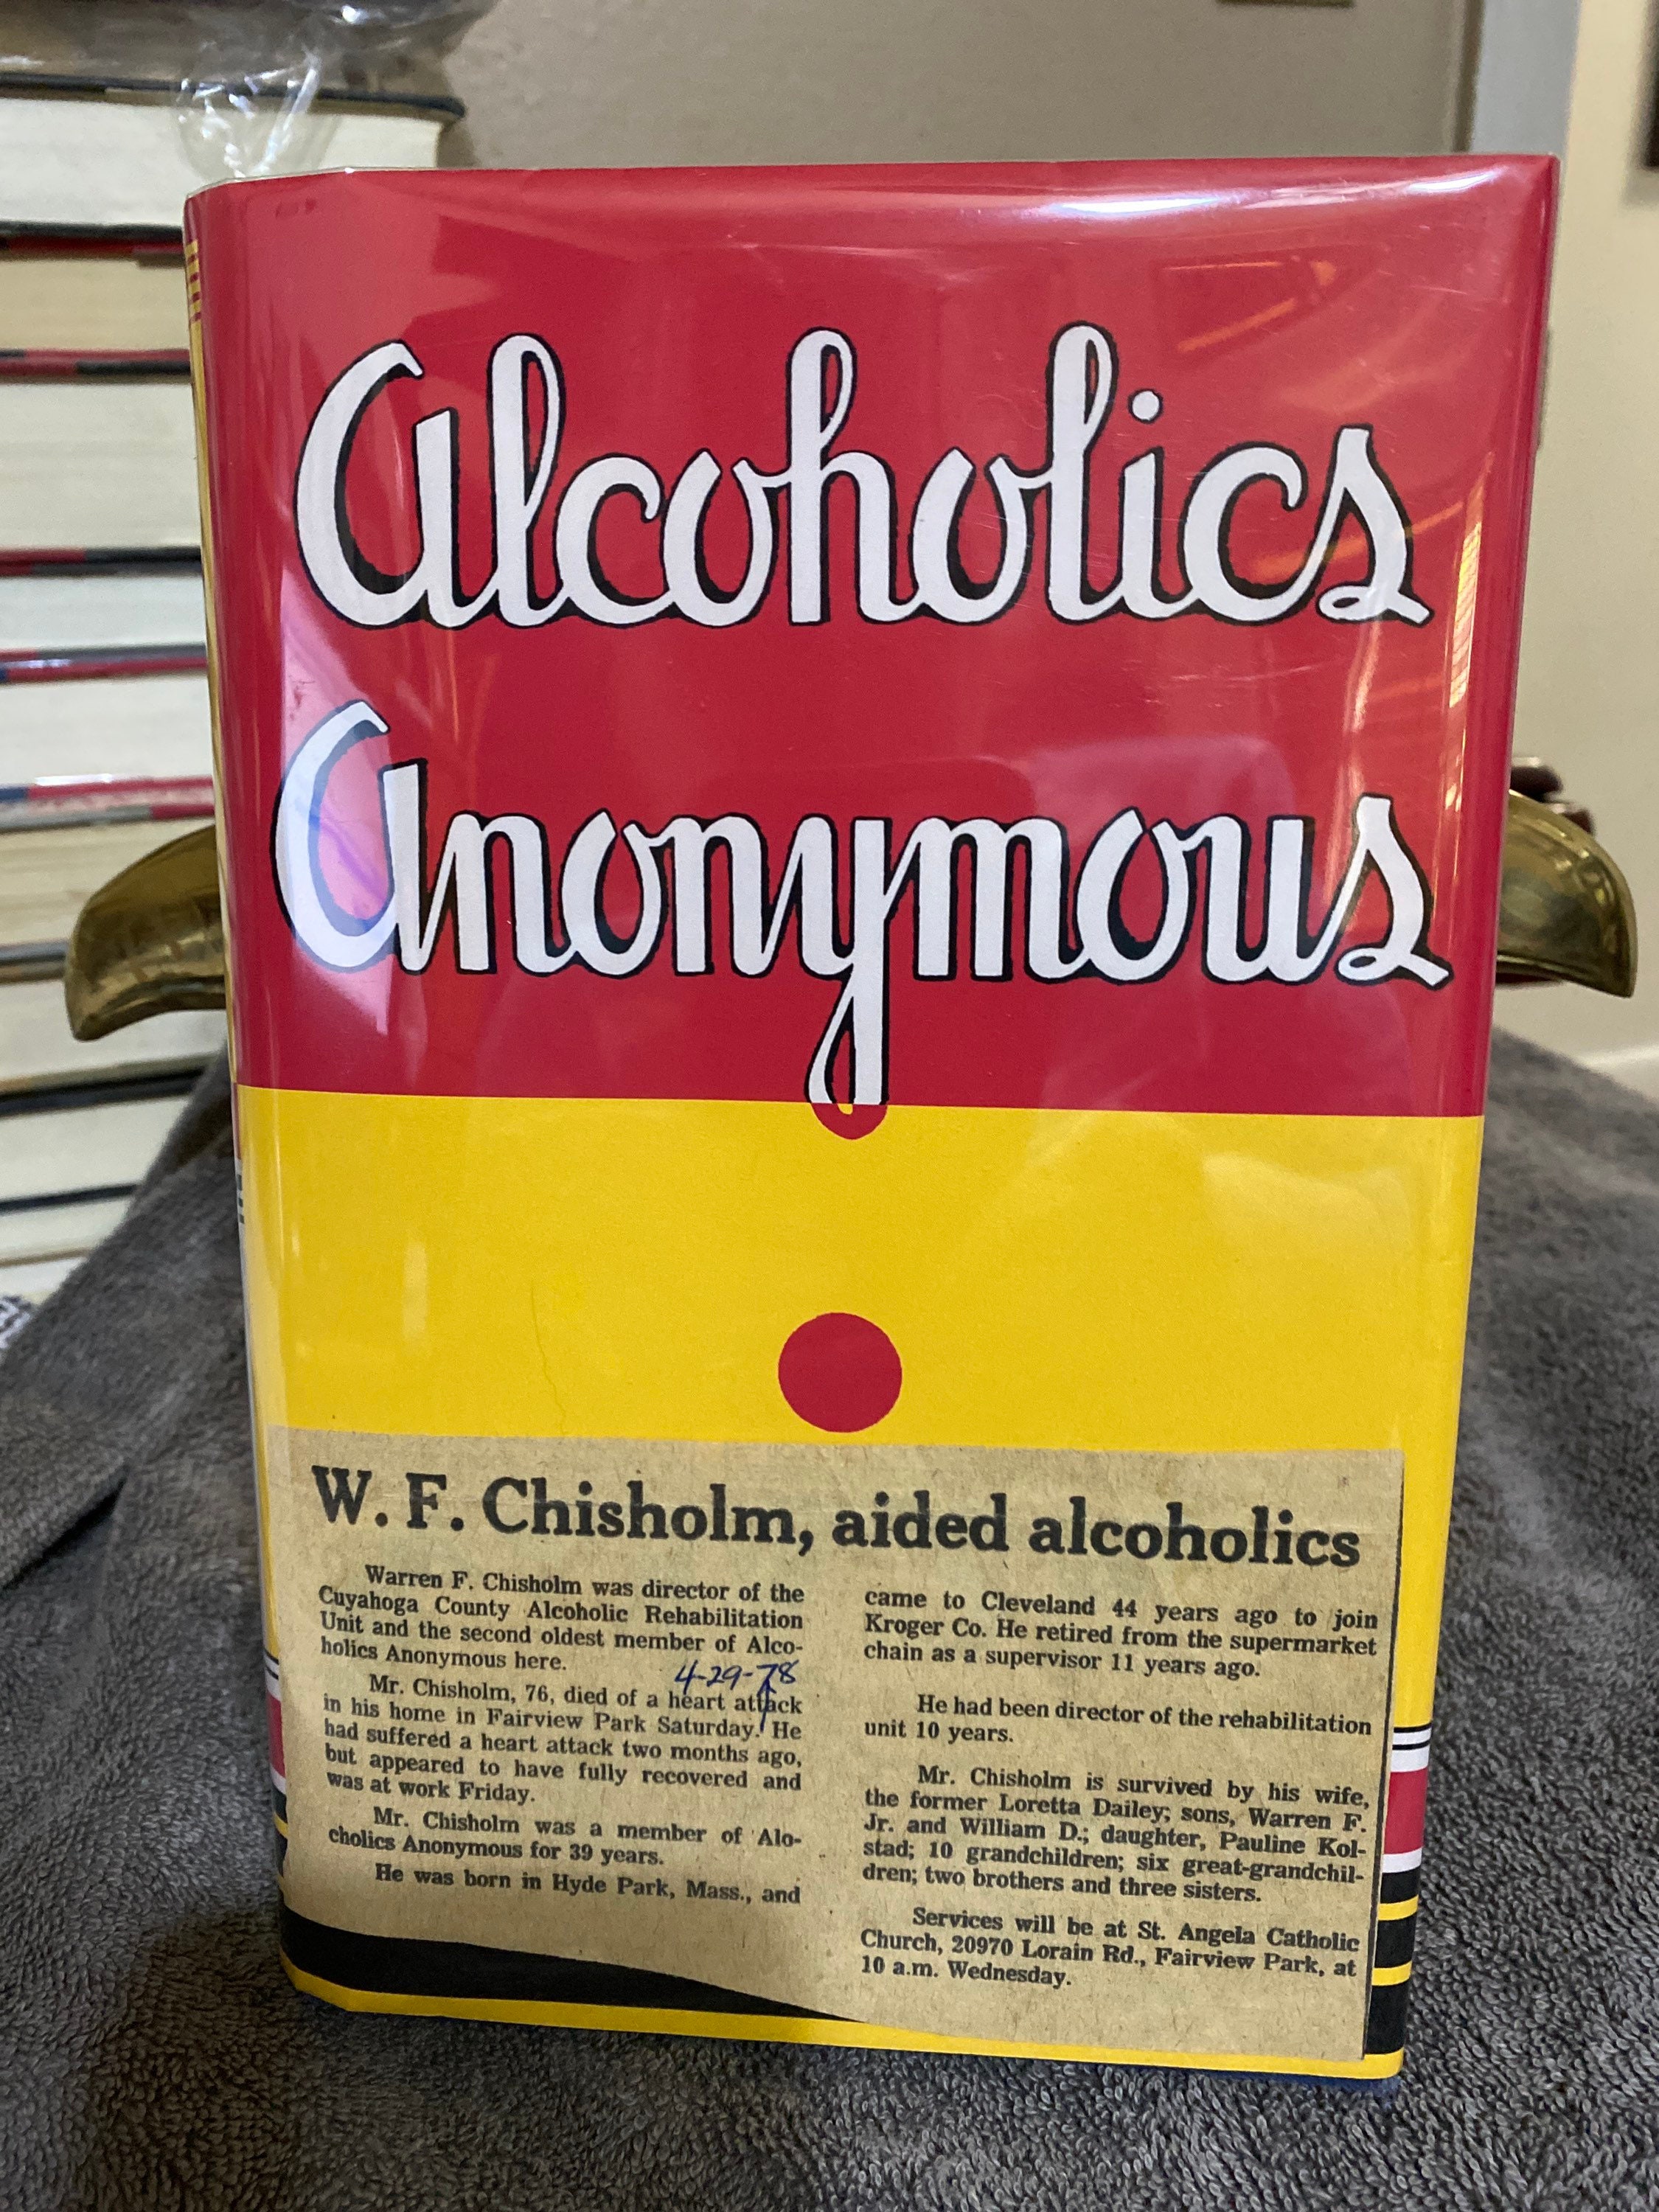 Alcoholics
Anonymous
W. F. Chisholm, aided alcoholics
Warren F. Chisholm was director of the
Cuyahoga County Alcoholic Rehabilitation
Unit and the second oldest member of Alco-
holics Anonymous here.
4-29-78
Mr. Chisholm, 76, died of a heart attack
in his home in Fairview Park Saturday. He
had suffered a heart attack two months ago,
but appeared to have fully recovered and
was at work Friday.
Mr. Chisholm was a member of Alo-
cholics Anonymous for 39 years.
He was born in Hyde Park, Mass., and
came to Cleveland 44 years ago to join
Kroger Co. He retired from the supermarket
chain as a supervisor 11 years ago.
He had been director of the rehabilitation
unit 10 years.
Mr. Chisholm is survived by his wife,
the former Loretta Dailey; sons, Warren F.
Jr. and William D.; daughter, Pauline Kol-
stad; 10 grandchildren; six great-grandchil-
dren; two brothers and three sisters.
Services will be at St. Angela Catholic
Church, 20970 Lorain Rd., Fairview Park, at
10 a.m. Wednesday.